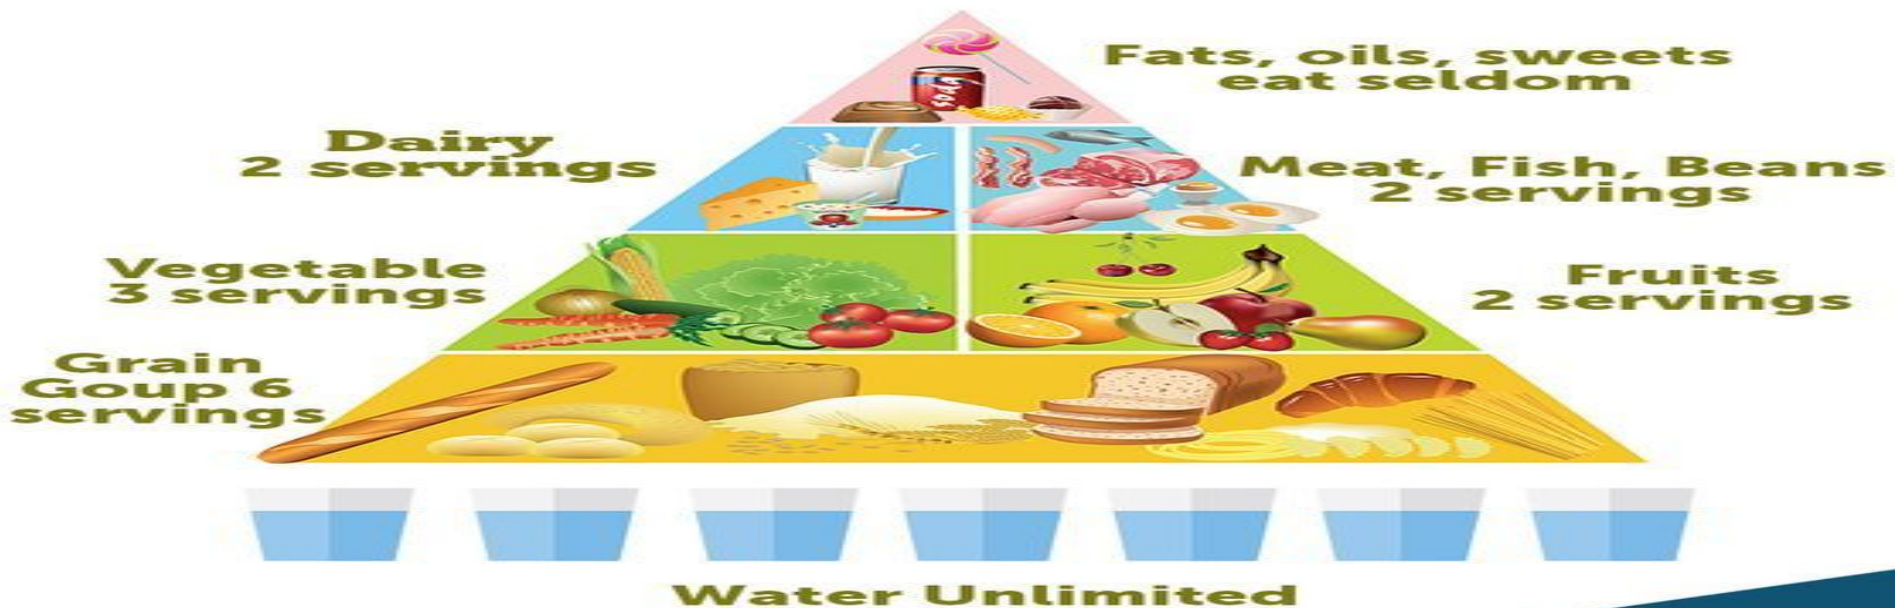 Fats, oils, sweets
eat seldom
soda
Dairy
2 servings
Meat, Fish, Beans
2 servings
Vegetable
3 servings
Fruits
2 servings
Grain
Goup 6
servings
Water Unlimited